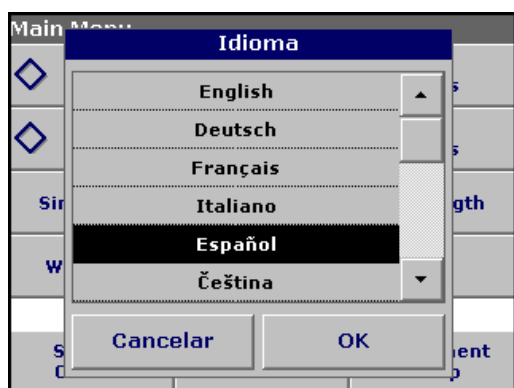 Main Menu
Idioma
English
Deutsch
Français
Italiano
Español
Čeština
Cancelar
OK